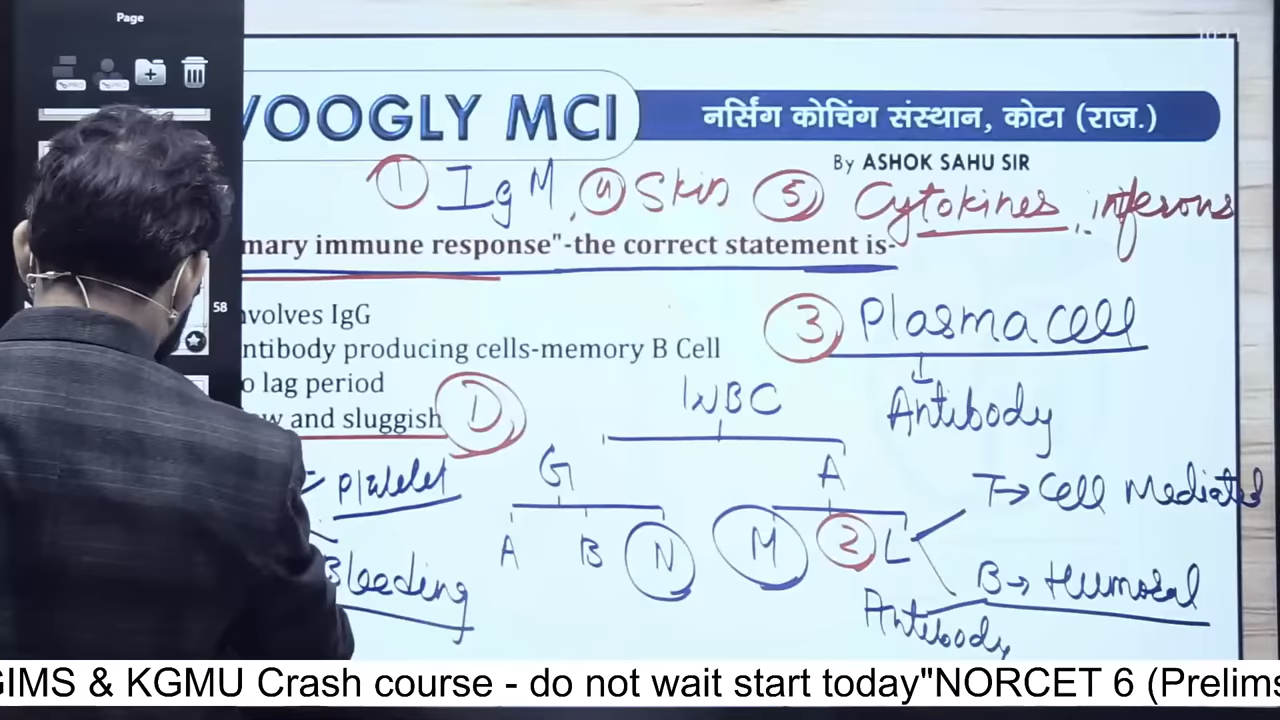 Page
VOOGLY MCI
नर्सिंग कोचिंग संस्थान, कोटा (राज.)
By ASHOK SAHU SIR
① IgM, ④ Skin ⑤ Cytokines, inferons
mary immune response"-the correct statement is-
58
nvolves IgG
ntibody producing cells-memory B Cell
o lag period
w and sluggish D
③ Plasma cell
Antibody
WBC
G A
Platelet
T→ Cell Mediated
A B N M 2 L
Bleeding
B→ Humoral
Antibody
GIMS & KGMU Crash course - do not wait start today"NORCET 6 (Prelims